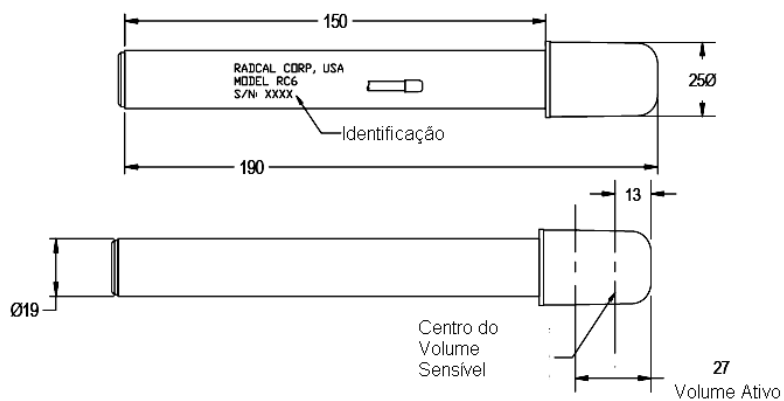 150
RADCAL CORP, USA
MODEL RC6
S/N: XXXX
25Ø
Identificação
190
13
Ø19
Centro do
Volume
Sensível
27
Volume Ativo